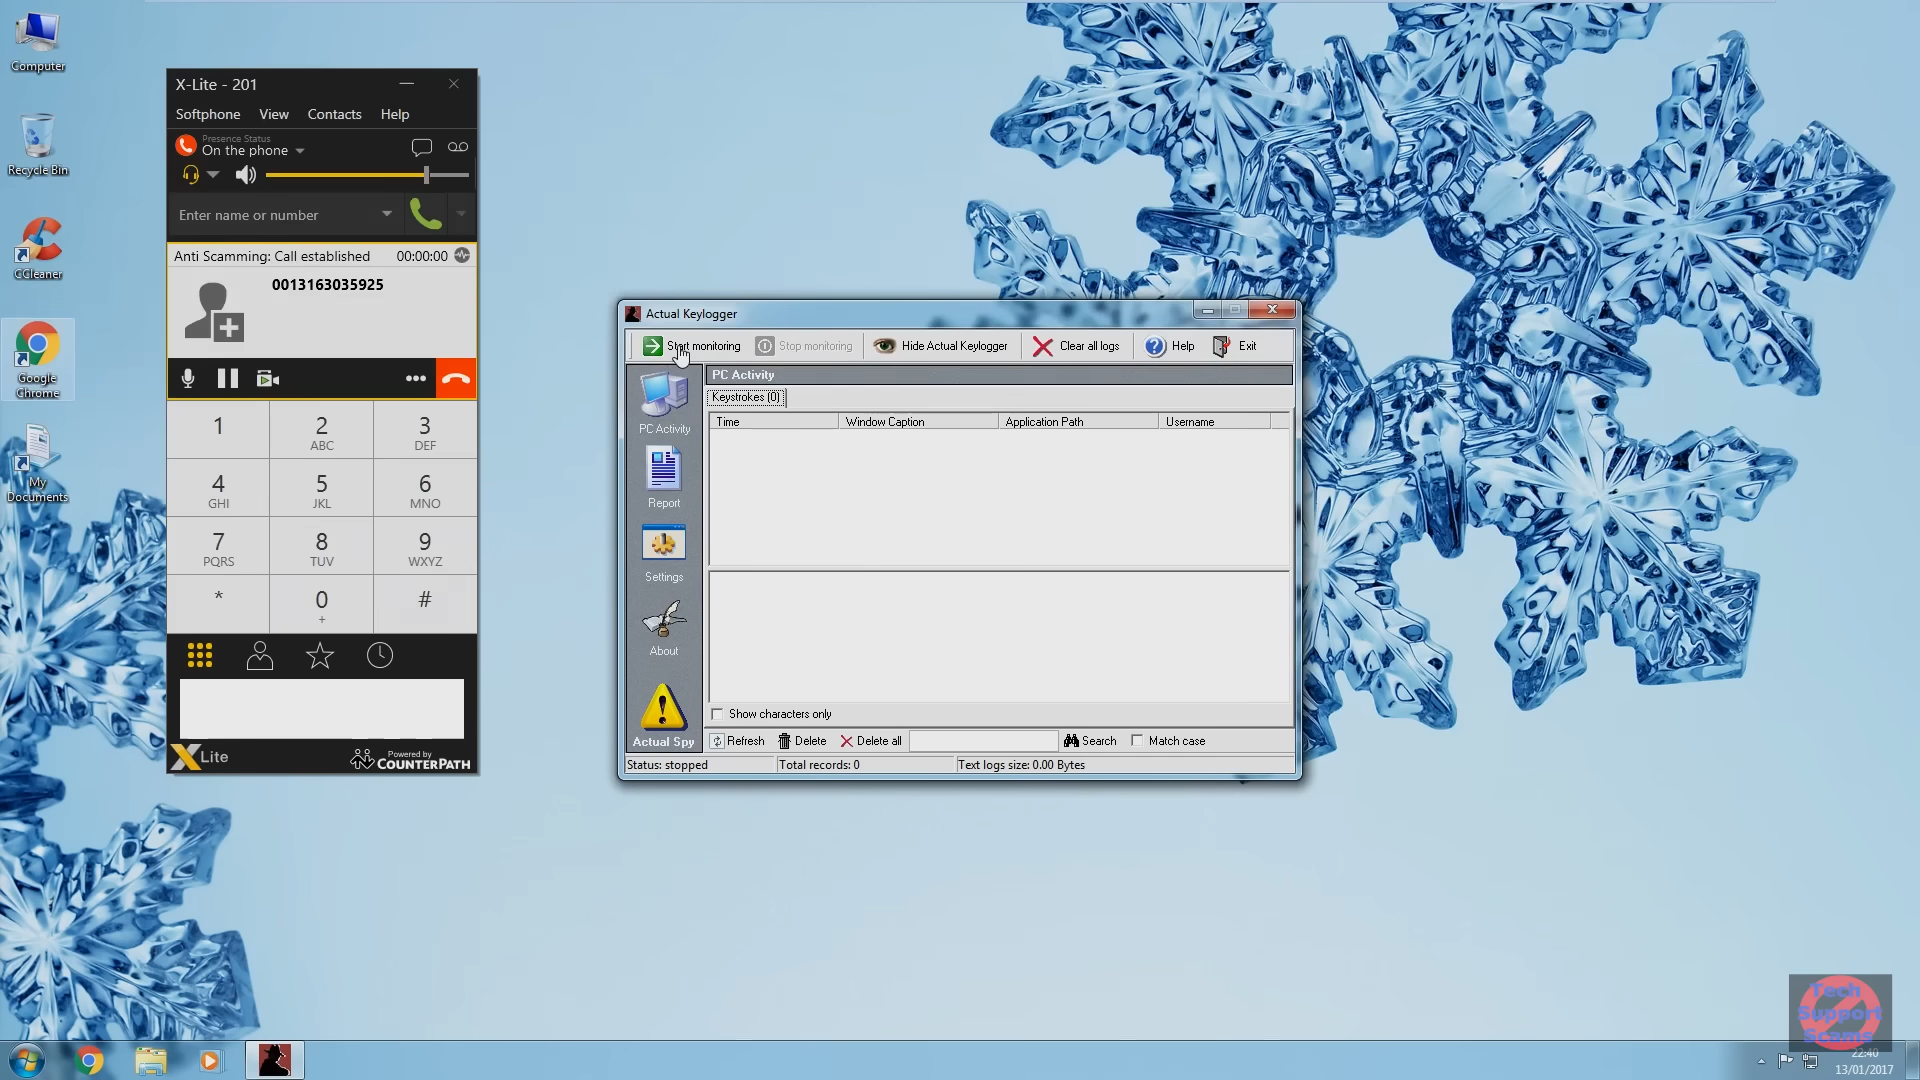 Computer
Recycle Bin
CCleaner
Google
Chrome
My
Documents
X-Lite - 201
Softphone View Contacts Help
Presence Status
On the phone
Enter name or number
Anti Scamming: Call established 00:00:00
0013163035925
1
2 ABC
3 DEF
4 GHI
5 JKL
6 MNO
7 PQRS
8 TUV
9 WXYZ
*
0 +
#
X Lite
Powered by
COUNTERPATH
Actual Keylogger
Start monitoring Stop monitoring Hide Actual Keylogger Clear all logs Help Exit
PC Activity
Report
Settings
About
Actual Spy
PC Activity
Keystrokes (0)
Time Window Caption Application Path Username
Show characters only
Refresh Delete Delete all Search Match case
Status: stopped Total records: 0 Text logs size: 0.00 Bytes
Tech
Support
Scams
22:40
13/01/2017